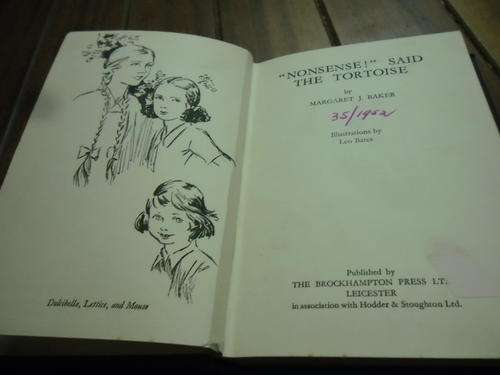 Dulcibella, Lettice, and Mouse
"NONSENSE!" SAID
THE TORTOISE
by
MARGARET J. BAKER
35/1952
Illustrations by
Leo Bates
Published by
THE BROCKHAMPTON PRESS LT.
LEICESTER
in association with Hodder & Stoughton Ltd.